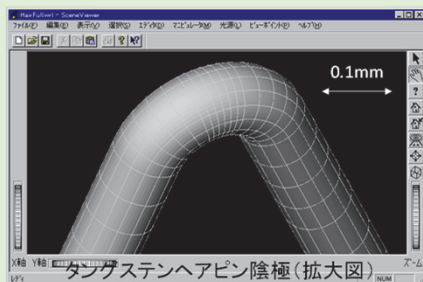 HairPin(iw) - SceneViewer
ファイル(F) 編集(E) 表示(V) 選択(S) エディタ(D) マニピュレータ(M) 光源(L) ビューポイント(P) ヘルプ(H)
0.1mm
X軸 Y軸 ズーム
タングステンヘアピン陰極(拡大図)
レディ NUM